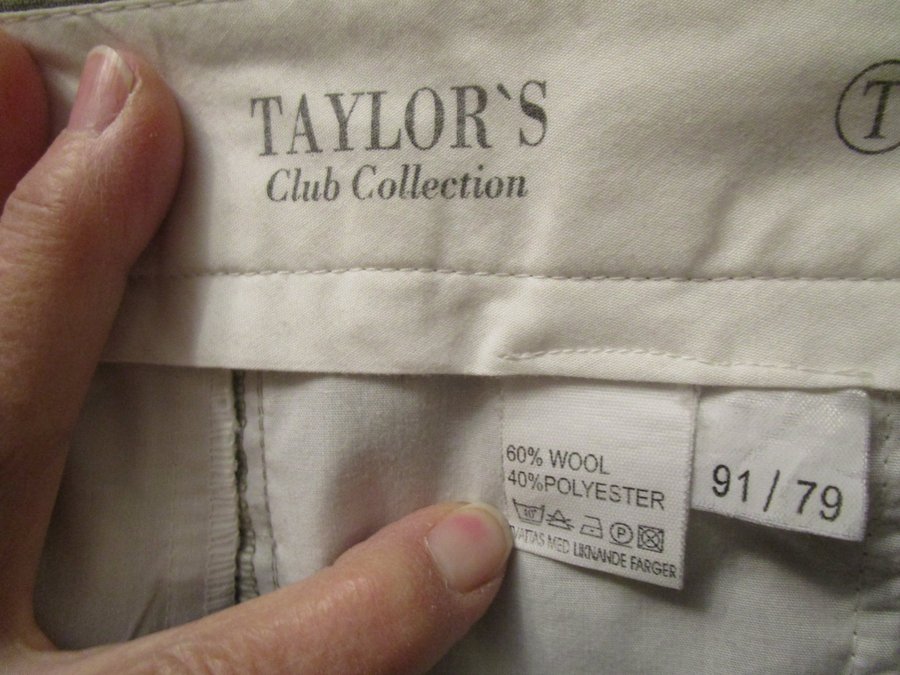 TAYLOR`S
Club Collection
T
60% WOOL
40%POLYESTER
91 / 79
P
MED LIKNANDE FARGER